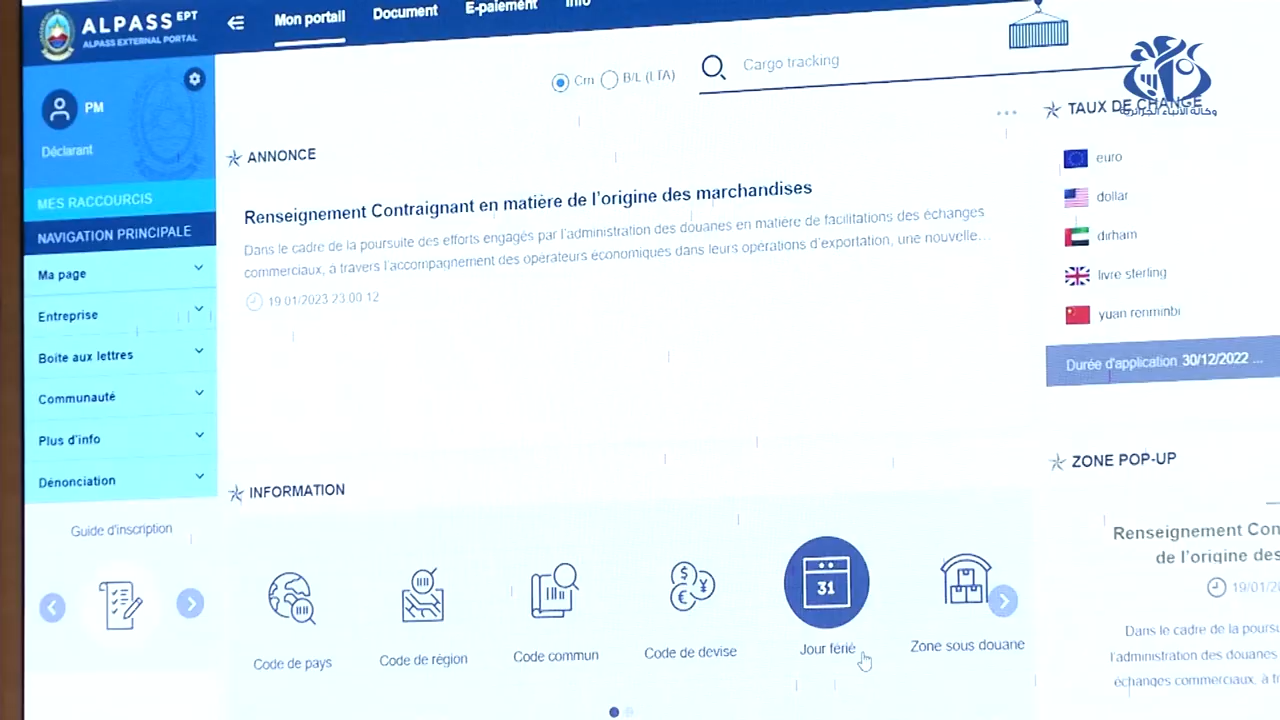 ALPASS EPT
ALPASS EXTERNAL PORTAL
Mon portail
Document
E-paiement
Info
Crn
B/L (LTA)
Cargo tracking
PM
Déclarant
MES RACCOURCIS
NAVIGATION PRINCIPALE
Ma page
Entreprise
Boite aux lettres
Communauté
Plus d'info
Dénonciation
Guide d'inscription
ANNONCE
Renseignement Contraignant en matière de l'origine des marchandises
Dans le cadre de la poursuite des efforts engagés par l'administration des douanes en matière de facilitations des échanges
commerciaux, à travers l'accompagnement des opérateurs économiques dans leurs opérations d'exportation, une nouvelle...
19/01/2023 23:00:12
INFORMATION
31
Code de pays
Code de région
Code commun
Code de devise
Jour férié
Zone sous douane
TAUX DE CHANGE
وكالة الأنباء الجزائرية
euro
dollar
dirham
livre sterling
yuan renminbi
Durée d'application 30/12/2022 ...
ZONE POP-UP
Renseignement Con
de l'origine des
19/01/20
Dans le cadre de la poursu
l'administration des douanes
échanges commerciaux, à tr